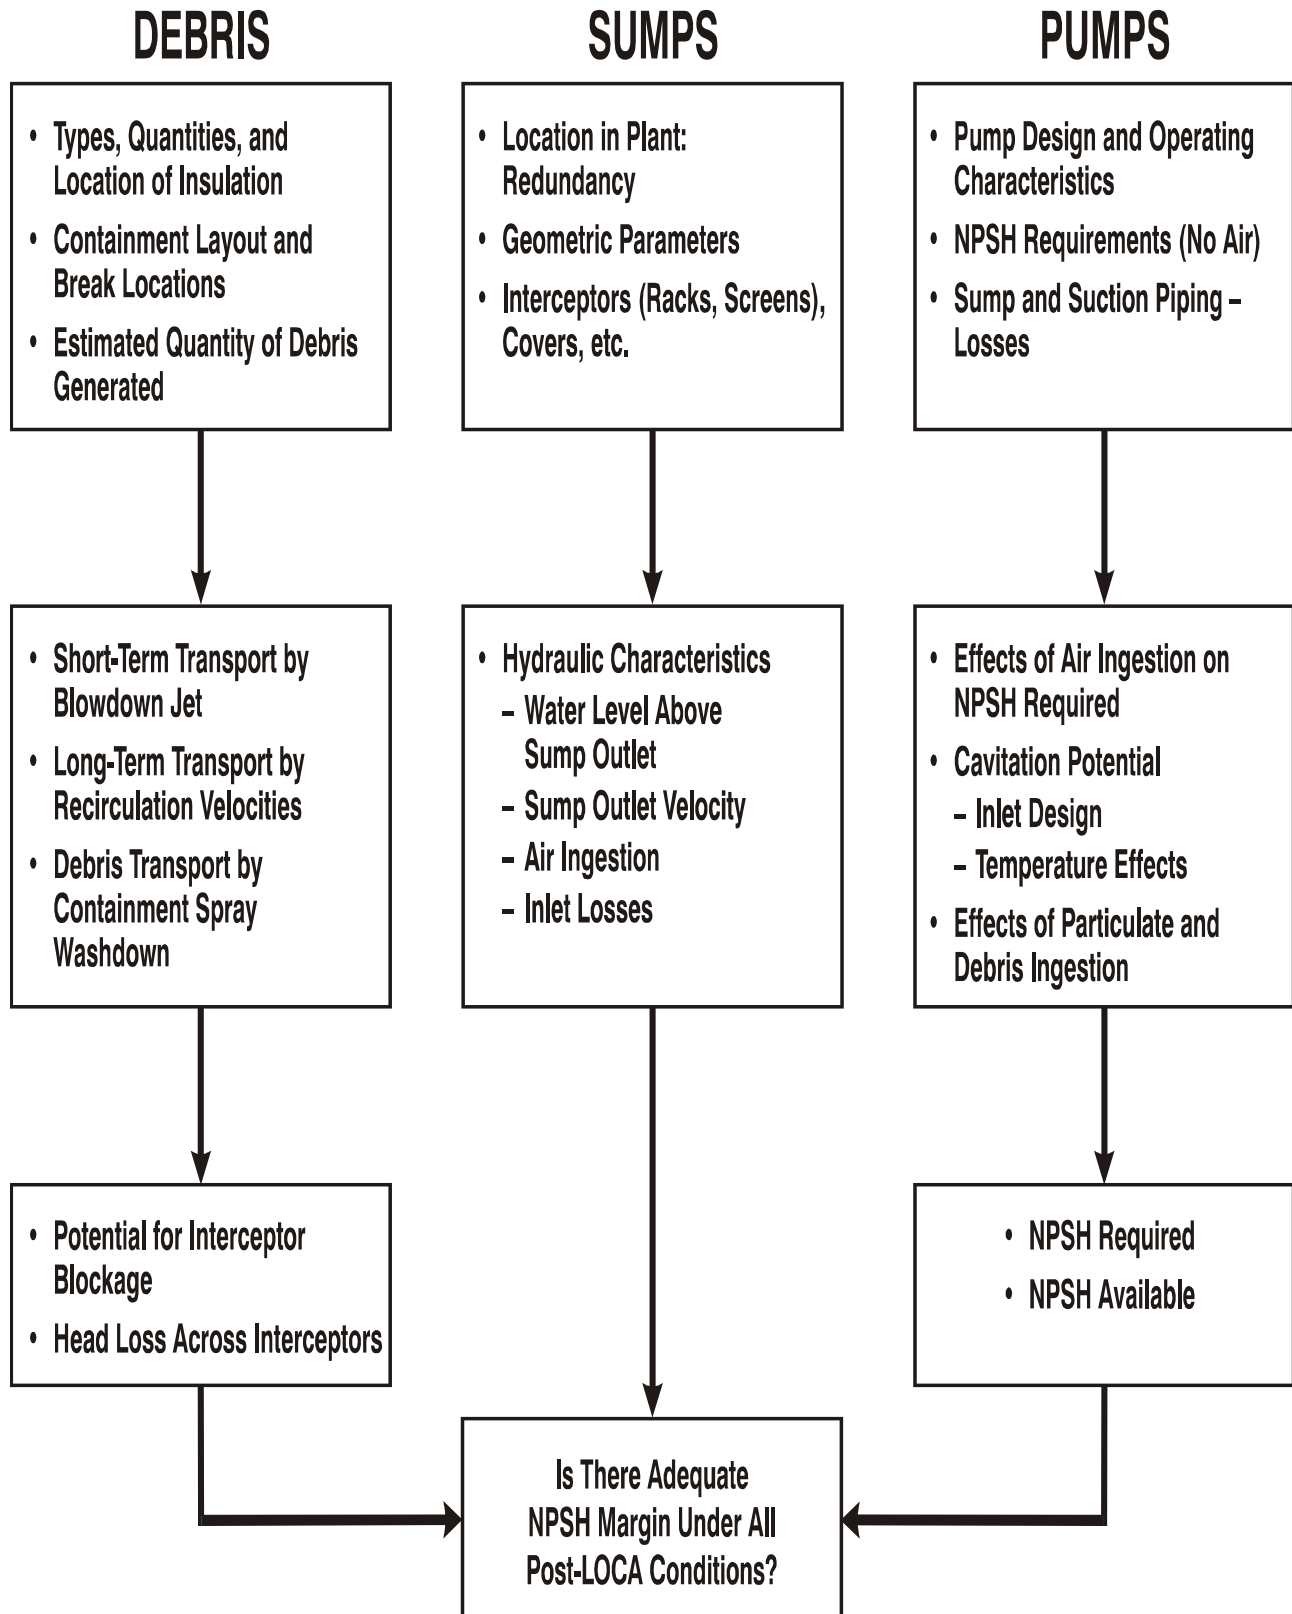 DEBRIS
• Types, Quantities, and
Location of Insulation
• Containment Layout and
Break Locations
• Estimated Quantity of Debris
Generated
• Short-Term Transport by
Blowdown Jet
• Long-Term Transport by
Recirculation Velocities
• Debris Transport by
Containment Spray
Washdown
• Potential for Interceptor
Blockage
• Head Loss Across Interceptors
SUMPS
• Location in Plant:
Redundancy
• Geometric Parameters
• Interceptors (Racks, Screens),
Covers, etc.
• Hydraulic Characteristics
– Water Level Above
Sump Outlet
– Sump Outlet Velocity
– Air Ingestion
– Inlet Losses
PUMPS
• Pump Design and Operating
Characteristics
• NPSH Requirements (No Air)
• Sump and Suction Piping –
Losses
• Effects of Air Ingestion on
NPSH Required
• Cavitation Potential
– Inlet Design
– Temperature Effects
• Effects of Particulate and
Debris Ingestion
• NPSH Required
• NPSH Available
Is There Adequate
NPSH Margin Under All
Post-LOCA Conditions?